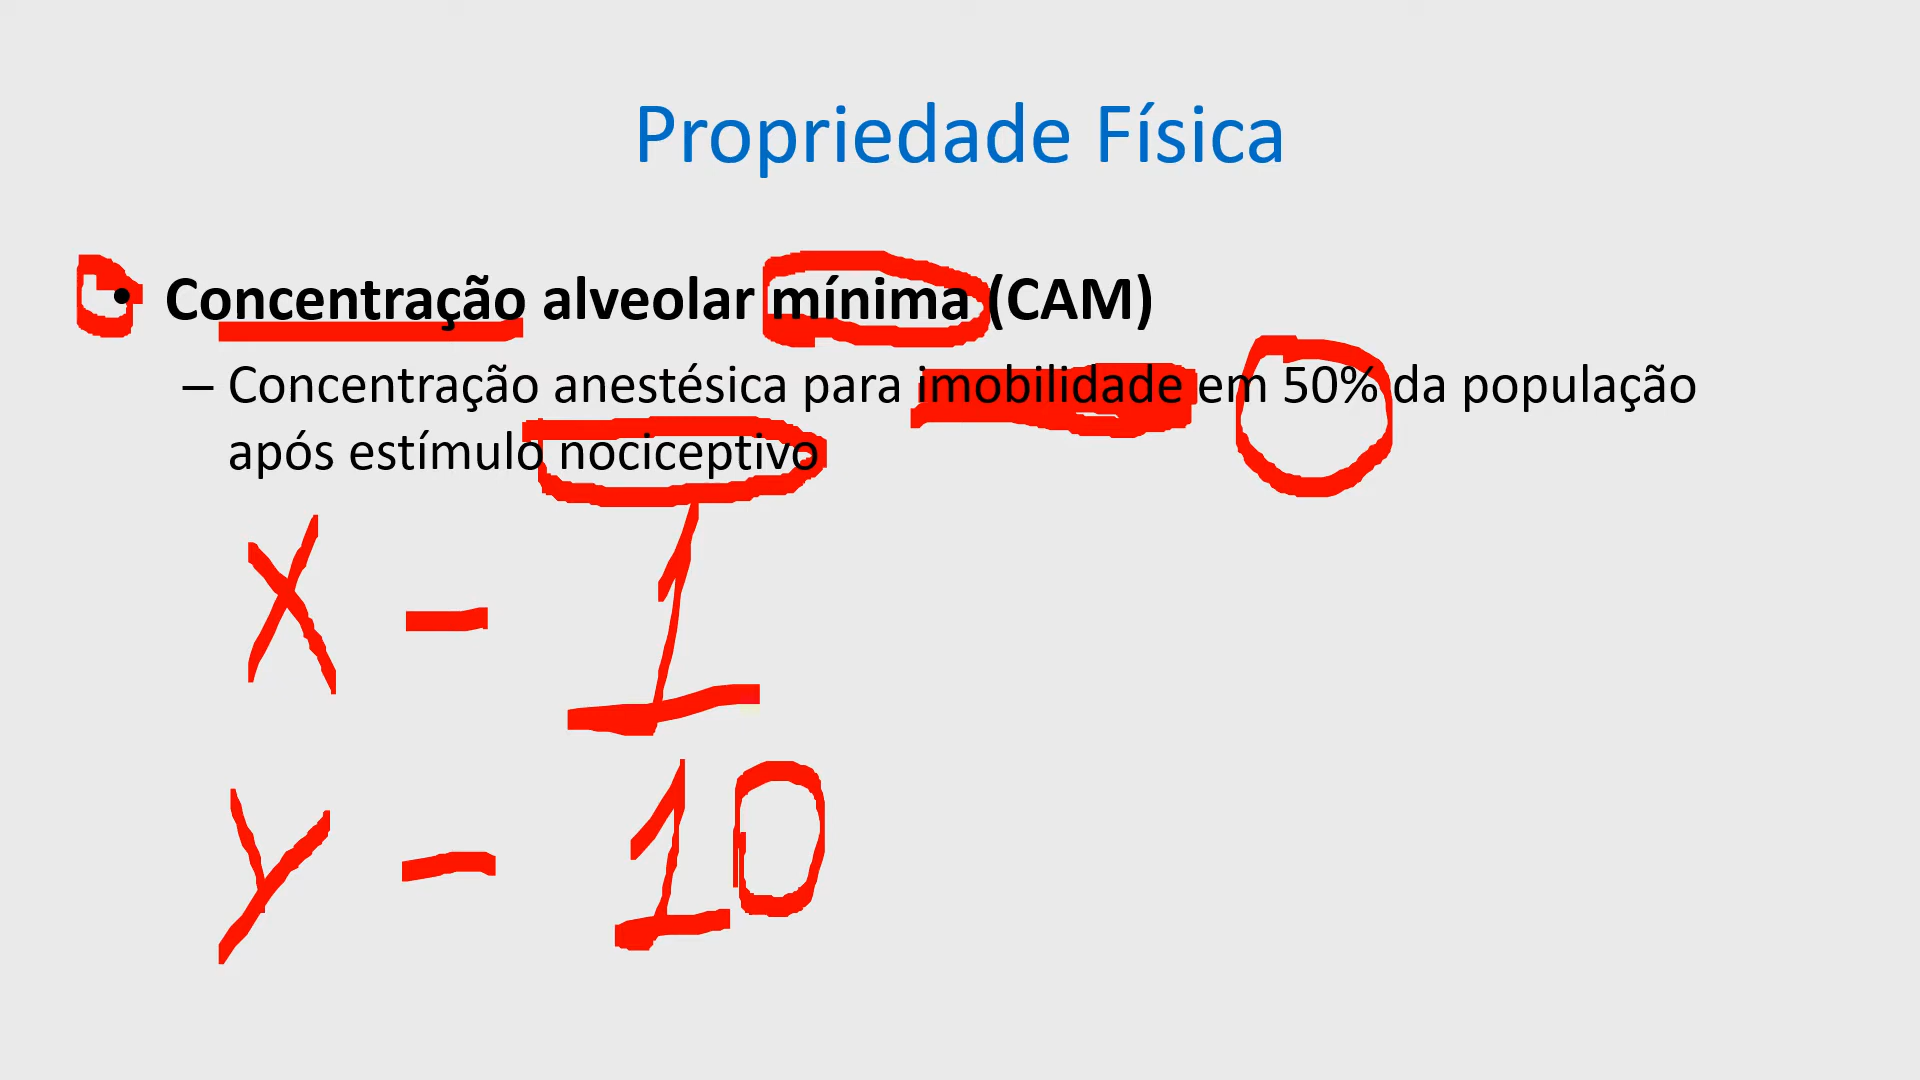 Propriedade Física
• Concentração alveolar mínima (CAM)
– Concentração anestésica para imobilidade em 50% da população
após estímulo nociceptivo
X - 1
y - 10